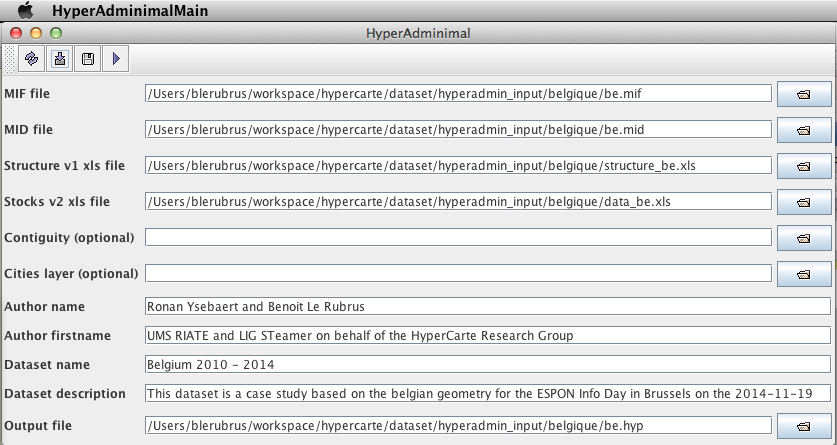 HyperAdminimalMain
HyperAdminimal
MIF file /Users/blerubrus/workspace/hypercarte/dataset/hyperadmin_input/belgique/be.mif
MID file /Users/blerubrus/workspace/hypercarte/dataset/hyperadmin_input/belgique/be.mid
Structure v1 xls file /Users/blerubrus/workspace/hypercarte/dataset/hyperadmin_input/belgique/structure_be.xls
Stocks v2 xls file /Users/blerubrus/workspace/hypercarte/dataset/hyperadmin_input/belgique/data_be.xls
Contiguity (optional)
Cities layer (optional)
Author name Ronan Ysebaert and Benoit Le Rubrus
Author firstname UMS RIATE and LIG STeamer on behalf of the HyperCarte Research Group
Dataset name Belgium 2010 - 2014
Dataset description This dataset is a case study based on the belgian geometry for the ESPON Info Day in Brussels on the 2014-11-19
Output file /Users/blerubrus/workspace/hypercarte/dataset/hyperadmin_input/belgique/be.hyp